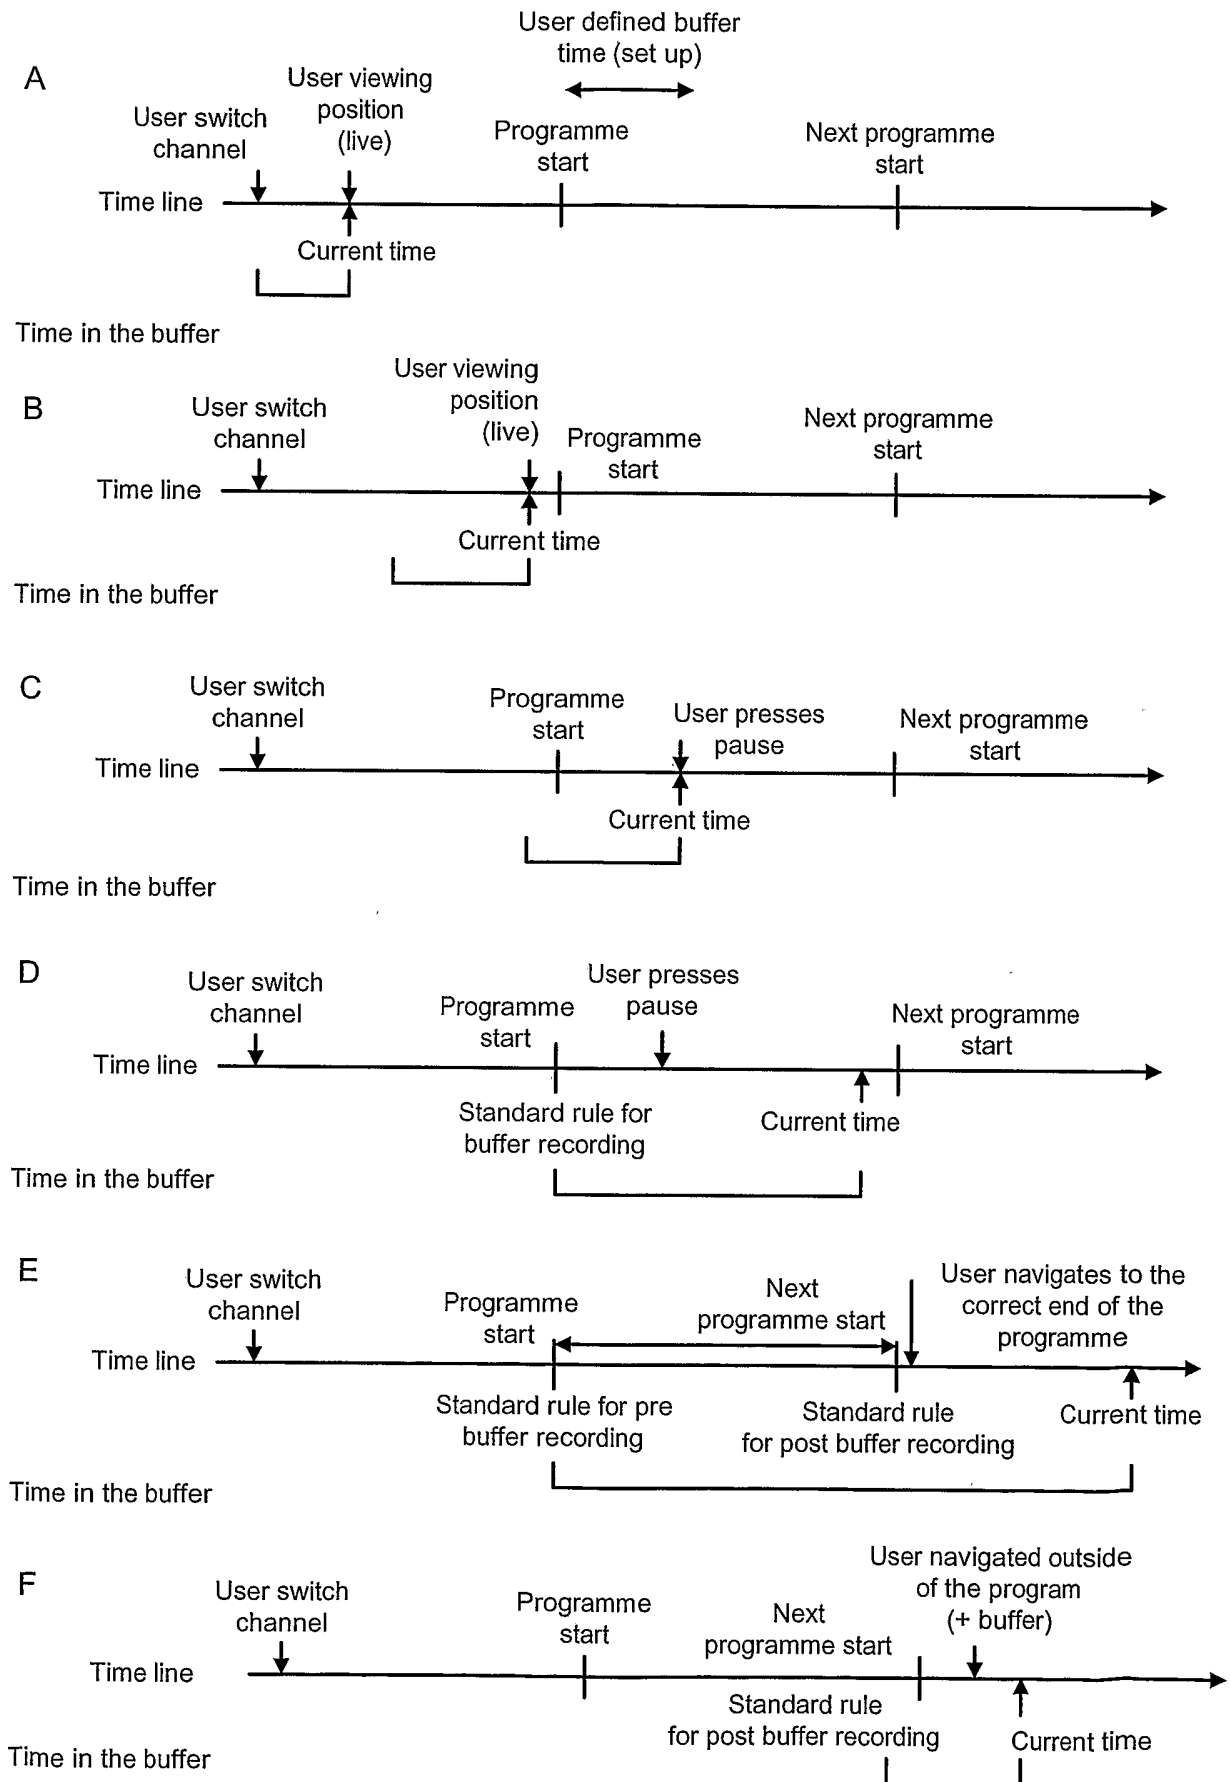 User defined buffer
time (set up)
A
User viewing
position
(live)
User switch
channel
Programme
start
Next programme
start
Time line
Current time
Time in the buffer
B
User viewing
position
(live)
User switch
channel
Programme
start
Next programme
start
Time line
Current time
Time in the buffer
C
User switch
channel
Programme
start
User presses
pause
Next programme
start
Time line
Current time
Time in the buffer
D
User switch
channel
Programme
start
User presses
pause
Next programme
start
Time line
Standard rule for
buffer recording
Current time
Time in the buffer
E
User switch
channel
Programme
start
Next
programme start
User navigates to the
correct end of the
programme
Time line
Standard rule for pre
buffer recording
Standard rule
for post buffer recording
Current time
Time in the buffer
F
User switch
channel
Programme
start
Next
programme start
User navigated outside
of the program
(+ buffer)
Time line
Standard rule
for post buffer recording
Current time
Time in the buffer